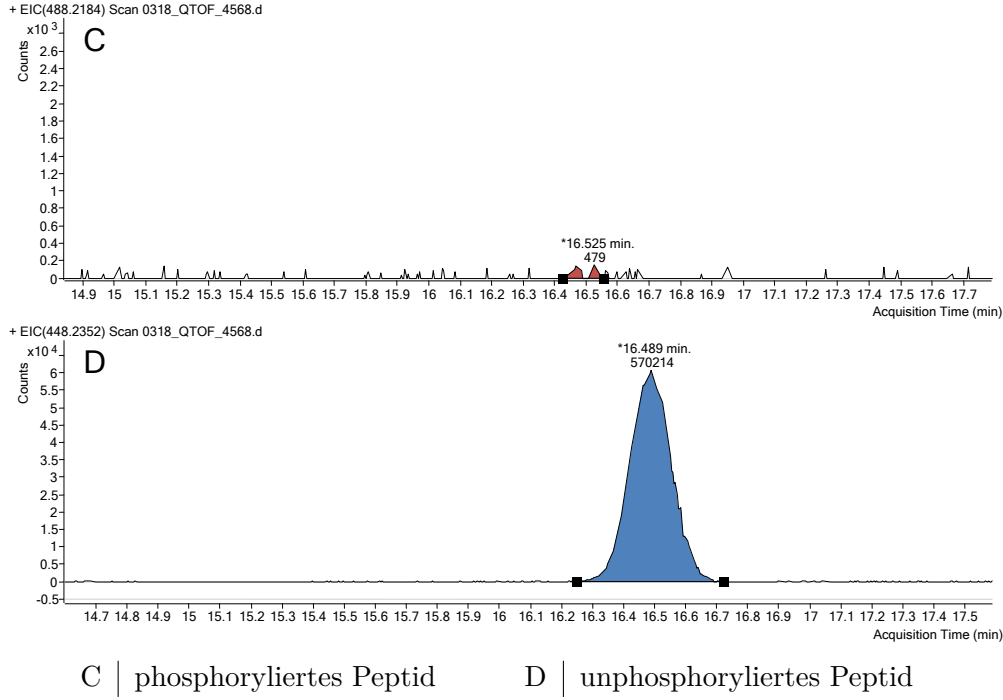 + EIC(488.2184) Scan 0318_QTOF_4568.d
x10 3
Counts
C
2.6
2.4
2.2
2
1.8
1.6
1.4
1.2
1
0.8
0.6
0.4
0.2
0
*16.525 min.
479
14.9 15 15.1 15.2 15.3 15.4 15.5 15.6 15.7 15.8 15.9 16 16.1 16.2 16.3 16.4 16.5 16.6 16.7 16.8 16.9 17 17.1 17.2 17.3 17.4 17.5 17.6 17.7
Acquisition Time (min)
+ EIC(448.2352) Scan 0318_QTOF_4568.d
x10 4
Counts
D
6
5.5
5
4.5
4
3.5
3
2.5
2
1.5
1
0.5
0
-0.5
*16.489 min.
570214
14.7 14.8 14.9 15 15.1 15.2 15.3 15.4 15.5 15.6 15.7 15.8 15.9 16 16.1 16.2 16.3 16.4 16.5 16.6 16.7 16.8 16.9 17 17.1 17.2 17.3 17.4 17.5
Acquisition Time (min)
C | phosphoryliertes Peptid D | unphosphoryliertes Peptid